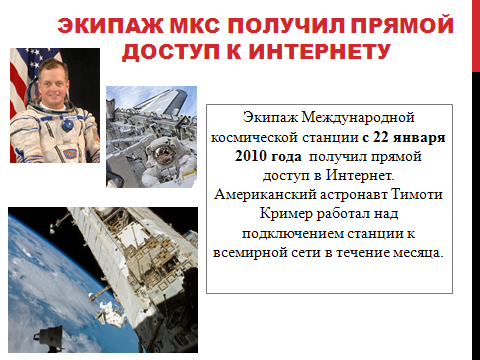 ЭКИПАЖ МКС ПОЛУЧИЛ ПРЯМОЙ
ДОСТУП К ИНТЕРНЕТУ
Экипаж Международной
космической станции с 22 января
2010 года получил прямой
доступ в Интернет.
Американский астронавт Тимоти
Кример работал над
подключением станции к
всемирной сети в течение месяца.